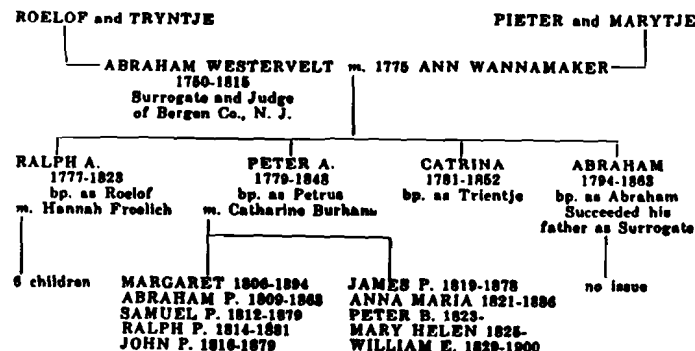 ROELOF and TRYNTJE
PIETER and MARYTJE
ABRAHAM WESTERVELT m. 1775 ANN WANNAMAKER
1750-1815
Surrogate and Judge
of Bergen Co., N. J.
RALPH A.
1777-1823
bp. as Roelof
m. Hannah Froelich
PETER A.
1779-1848
bp. as Petrus
m. Catharine Burhans
CATRINA
1781-1852
bp. as Trientje
ABRAHAM
1794-1863
bp. as Abraham
Succeeded his
father as Surrogate
6 children
MARGARET 1806-1894
ABRAHAM P. 1809-1868
SAMUEL P. 1812-1879
RALPH P. 1814-1881
JOHN P. 1816-1879
JAMES P. 1819-1878
ANNA MARIA 1821-1886
PETER B. 1823-
MARY HELEN 1825-
WILLIAM E. 1829-1900
no issue